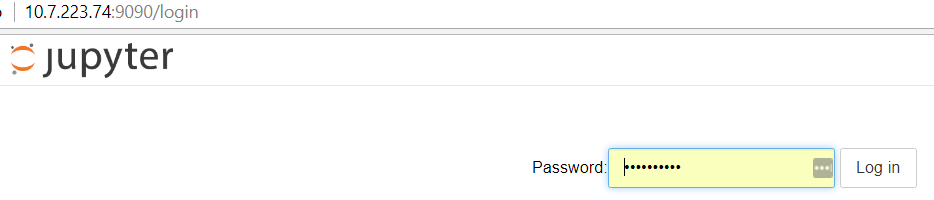 10.7.223.74:9090/login
jupyter
Password: •••••••••• Log in